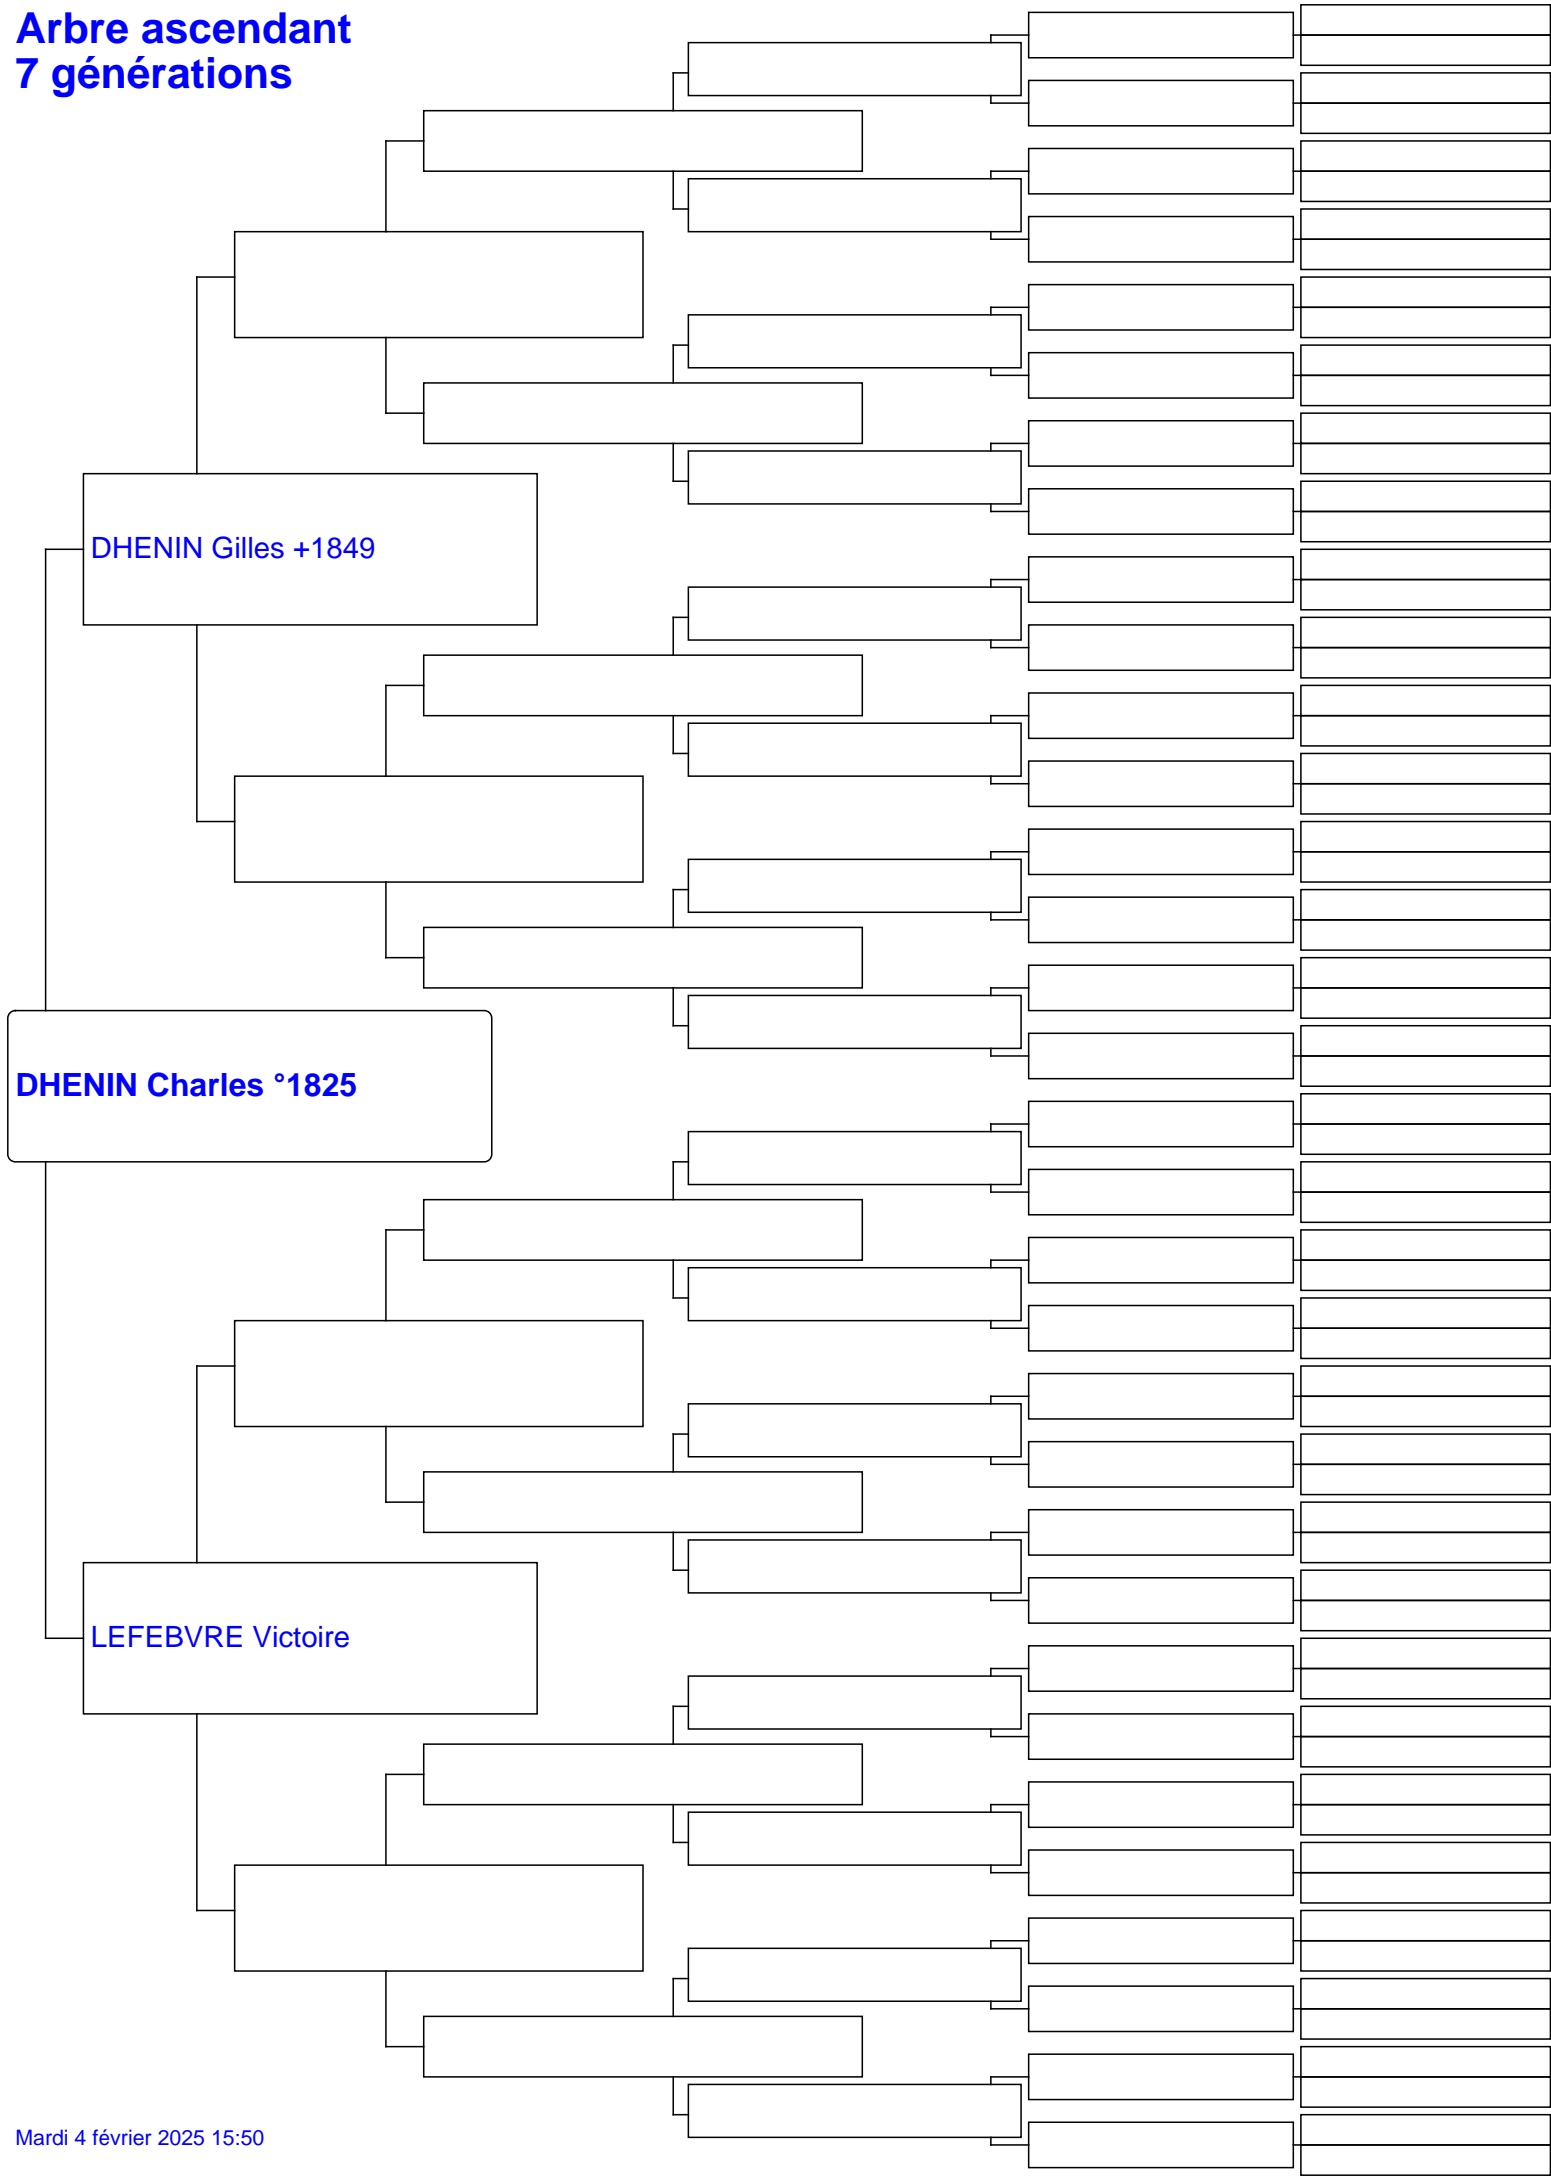 Arbre ascendant
7 générations
DHENIN Gilles +1849
DHENIN Charles °1825
LEFEBVRE Victoire
Mardi 4 février 2025 15:50